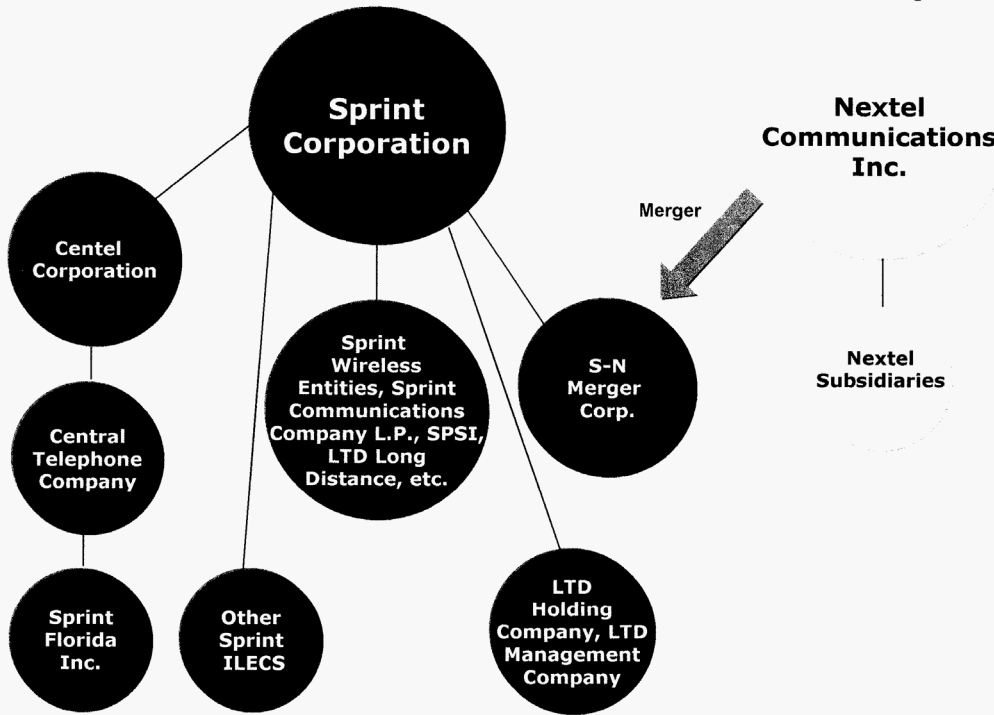 Sprint
Corporation
Nextel
Communications
Inc.
Merger
Centel
Corporation
Sprint
Wireless
Entities, Sprint
Communications
Company L.P., SPSI,
LTD Long
Distance, etc.
S-N
Merger
Corp.
Nextel
Subsidiaries
Central
Telephone
Company
Sprint
Florida
Inc.
Other
Sprint
ILECS
LTD
Holding
Company, LTD
Management
Company